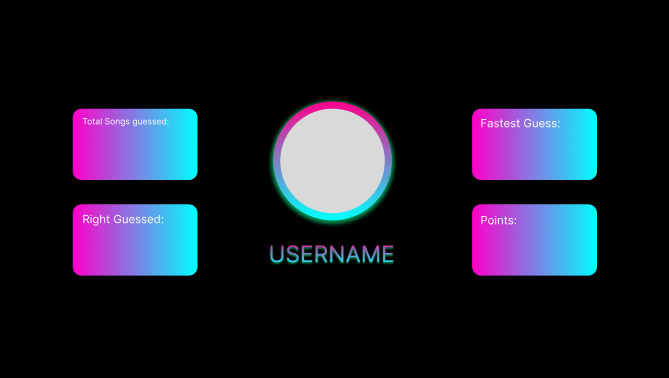 Total Songs guessed:
Fastest Guess:
Right Guessed:
Points:
USERNAME